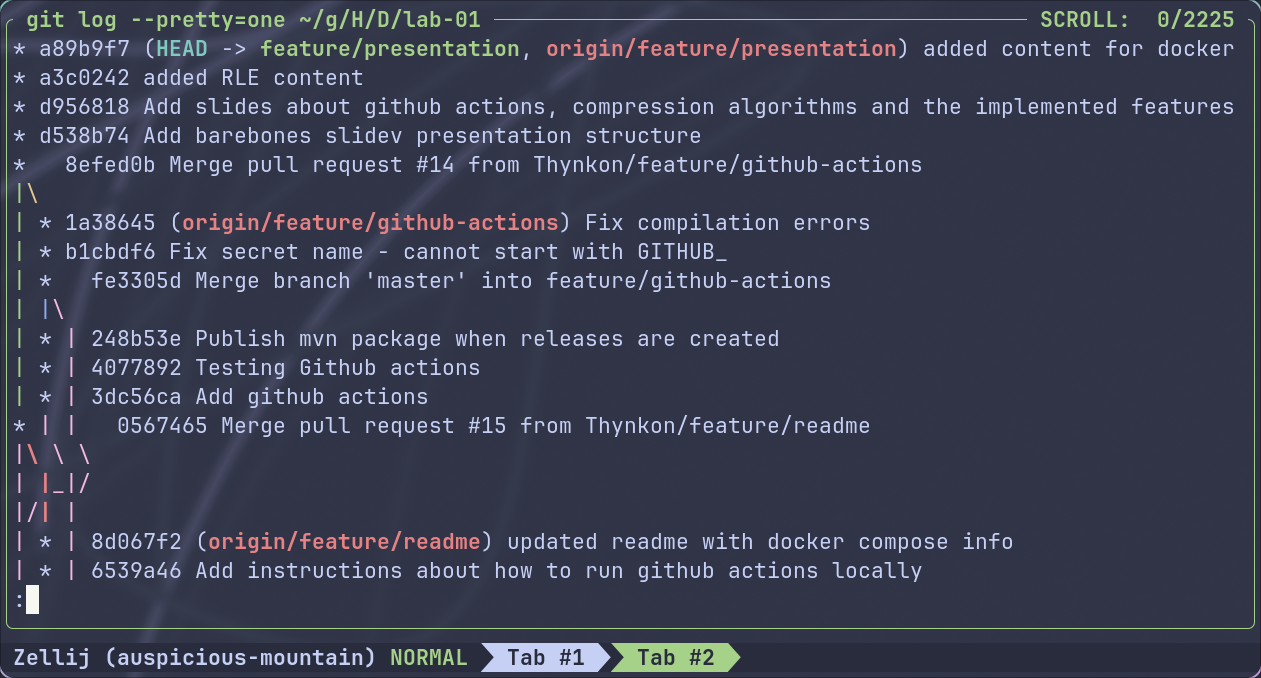 git log --pretty=one ~/g/H/D/lab-01 SCROLL: 0/2225
* a89b9f7 (HEAD -> feature/presentation, origin/feature/presentation) added content for docker
* a3c0242 added RLE content
* d956818 Add slides about github actions, compression algorithms and the implemented features
* d538b74 Add barebones slidev presentation structure
*   8efed0b Merge pull request #14 from Thynkon/feature/github-actions
|\
| * 1a38645 (origin/feature/github-actions) Fix compilation errors
| * b1cbdf6 Fix secret name - cannot start with GITHUB_
| *   fe3305d Merge branch 'master' into feature/github-actions
| |\
| * | 248b53e Publish mvn package when releases are created
| * | 4077892 Testing Github actions
| * | 3dc56ca Add github actions
* | |   0567465 Merge pull request #15 from Thynkon/feature/readme
|\ \ \
| |_|/
|/| |
| * | 8d067f2 (origin/feature/readme) updated readme with docker compose info
| * | 6539a46 Add instructions about how to run github actions locally
:
Zellij (auspicious-mountain) NORMAL Tab #1 Tab #2